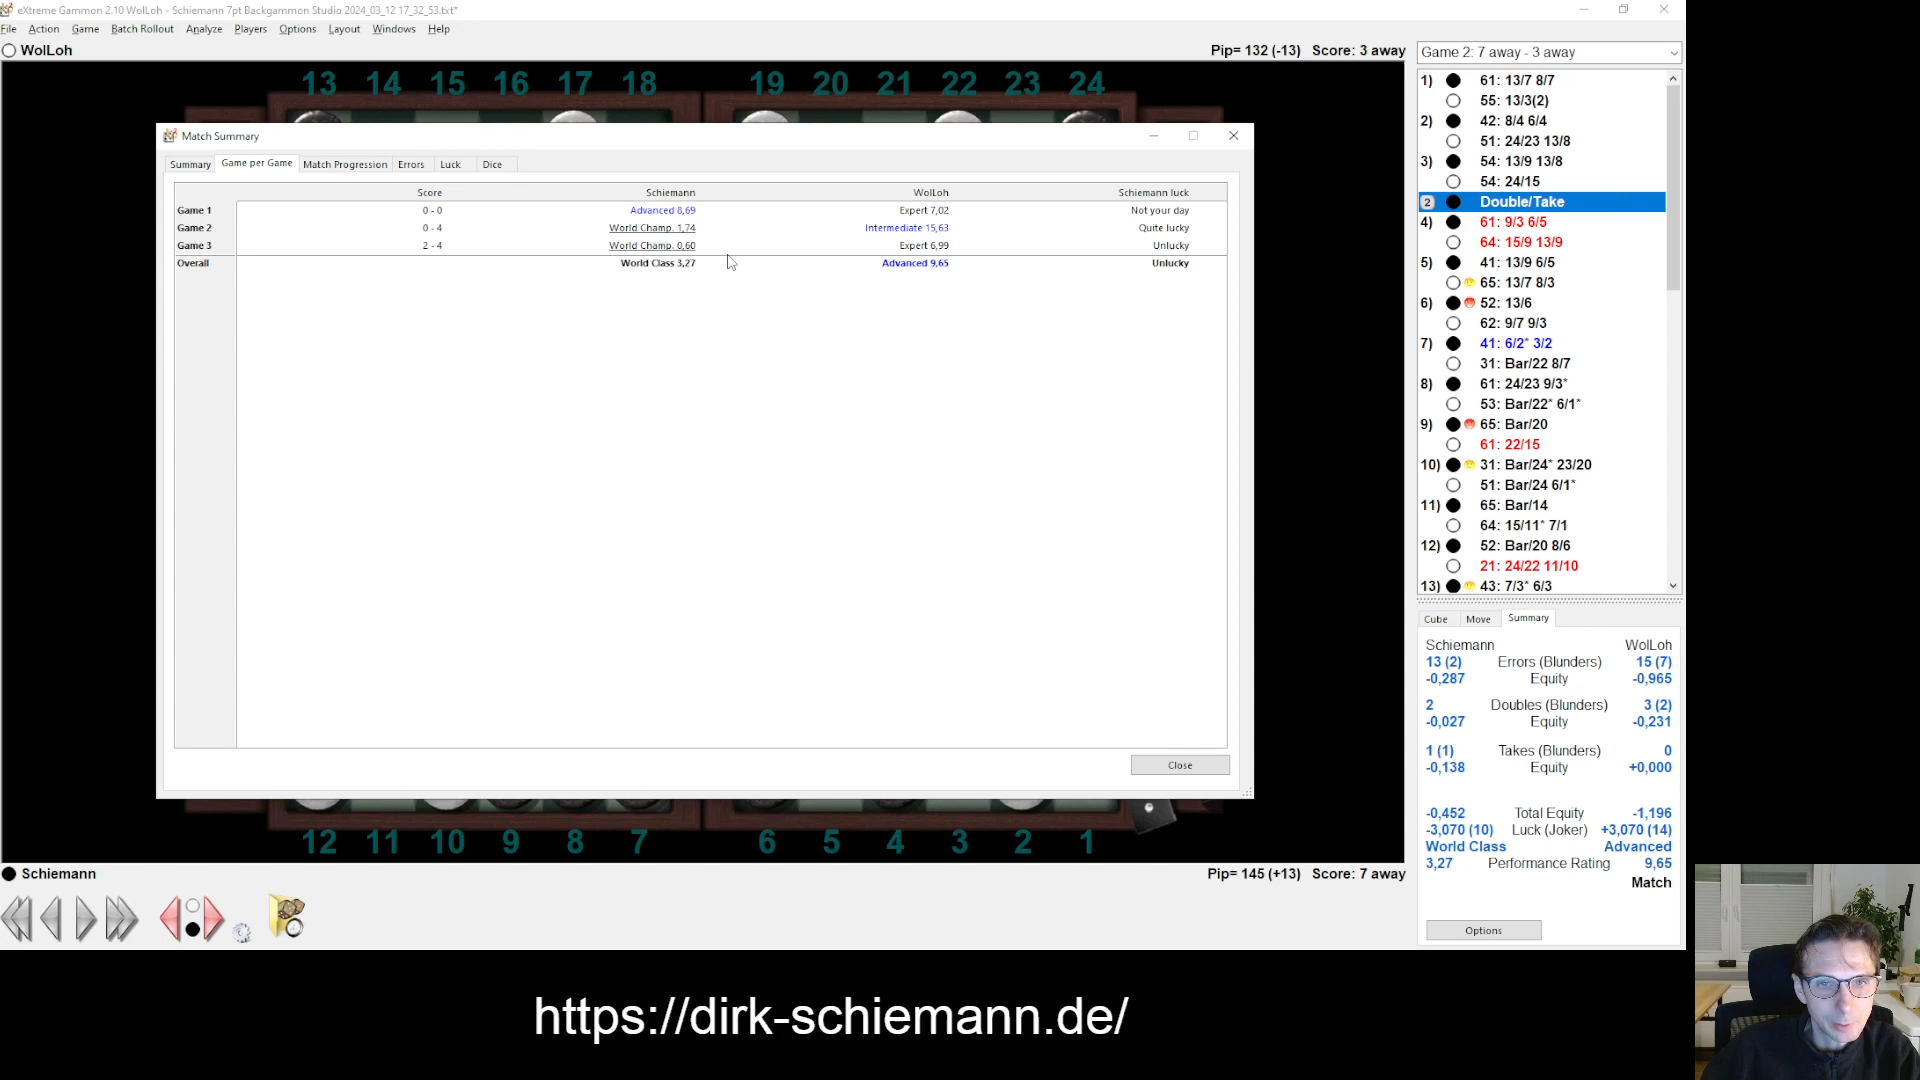 eXtreme Gammon 2.10 WolLoh - Schiemann 7pt Backgammon Studio 2024_03_12 17_32_53.txt*
File Action Game Batch Rollout Analyze Players Options Layout Windows Help
WolLoh
Pip= 132 (-13) Score: 3 away
13 14 15 16 17 18 19 20 21 22 23 24
Match Summary
Summary Game per Game Match Progression Errors Luck Dice
Score Schiemann WolLoh Schiemann luck
Game 1 0 - 0 Advanced 8,69 Expert 7,02 Not your day
Game 2 0 - 4 World Champ. 1,74 Intermediate 15,63 Quite lucky
Game 3 2 - 4 World Champ. 0,60 Expert 6,99 Unlucky
Overall World Class 3,27 Advanced 9,65 Unlucky
Close
12 11 10 9 8 7 6 5 4 3 2 1
Schiemann
Pip= 145 (+13) Score: 7 away
Game 2: 7 away - 3 away
1) 61: 13/7 8/7
55: 13/3(2)
2) 42: 8/4 6/4
51: 24/23 13/8
3) 54: 13/9 13/8
54: 24/15
2 Double/Take
4) 61: 9/3 6/5
64: 15/9 13/9
5) 41: 13/9 6/5
65: 13/7 8/3
6) 52: 13/6
62: 9/7 9/3
7) 41: 6/2* 3/2
31: Bar/22 8/7
8) 61: 24/23 9/3*
53: Bar/22* 6/1*
9) 65: Bar/20
61: 22/15
10) 31: Bar/24* 23/20
51: Bar/24 6/1*
11) 65: Bar/14
64: 15/11* 7/1
12) 52: Bar/20 8/6
21: 24/22 11/10
13) 43: 7/3* 6/3
Cube Move Summary
Schiemann WolLoh
13 (2) Errors (Blunders) 15 (7)
-0,287 Equity -0,965
2 Doubles (Blunders) 3 (2)
-0,027 Equity -0,231
1 (1) Takes (Blunders) 0
-0,138 Equity +0,000
-0,452 Total Equity -1,196
-3,070 (10) Luck (Joker) +3,070 (14)
World Class Advanced
3,27 Performance Rating 9,65
Match
Options
https://dirk-schiemann.de/